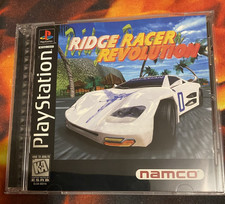 PlayStation
RIDGE RACER
REVOLUTION
namco
K-A